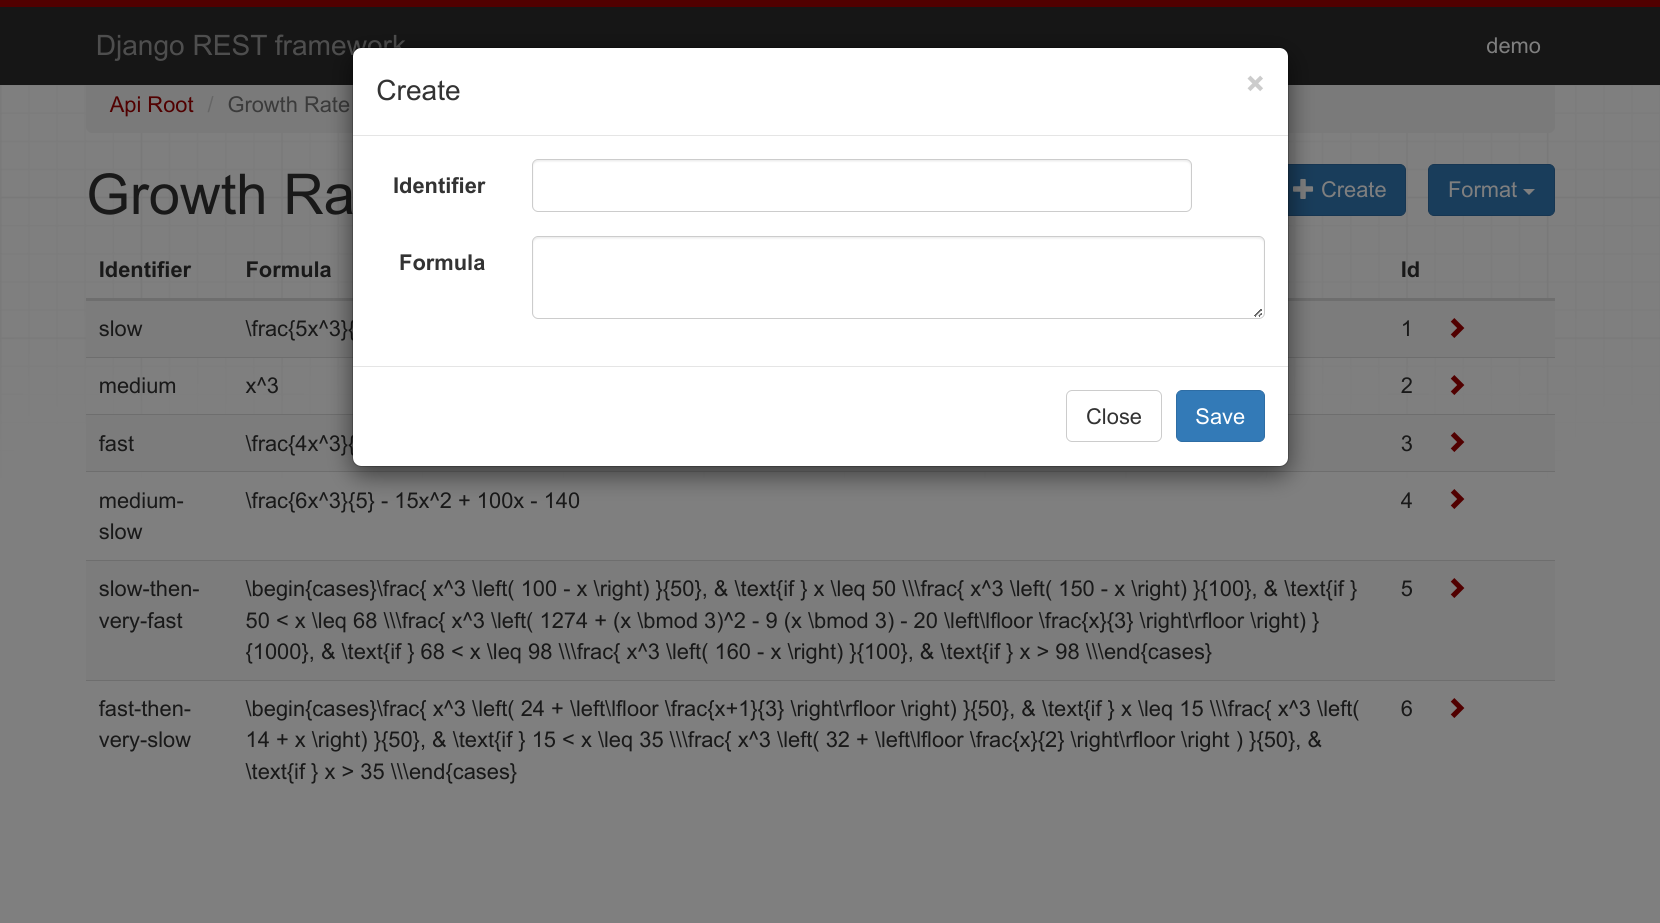 Django REST framework
demo
Api Root / Growth Rate
Growth Ra
Create
Format
Create
×
Identifier
Formula
Close
Save
Identifier Formula Id
slow \frac{5x^3}{ 1
medium x^3 2
fast \frac{4x^3}{ 3
medium- \frac{6x^3}{5} - 15x^2 + 100x - 140 4
slow
slow-then- \begin{cases}\frac{ x^3 \left( 100 - x \right) }{50}, & \text{if } x \leq 50 \\\frac{ x^3 \left( 150 - x \right) }{100}, & \text{if } 5
very-fast 50 < x \leq 68 \\\frac{ x^3 \left( 1274 + (x \bmod 3)^2 - 9 (x \bmod 3) - 20 \left\lfloor \frac{x}{3} \right\rfloor \right) }
{1000}, & \text{if } 68 < x \leq 98 \\\frac{ x^3 \left( 160 - x \right) }{100}, & \text{if } x > 98 \\\end{cases}
fast-then- \begin{cases}\frac{ x^3 \left( 24 + \left\lfloor \frac{x+1}{3} \right\rfloor \right) }{50}, & \text{if } x \leq 15 \\\frac{ x^3 \left( 6
very-slow 14 + x \right) }{50}, & \text{if } 15 < x \leq 35 \\\frac{ x^3 \left( 32 + \left\lfloor \frac{x}{2} \right\rfloor \right ) }{50}, &
\text{if } x > 35 \\\end{cases}